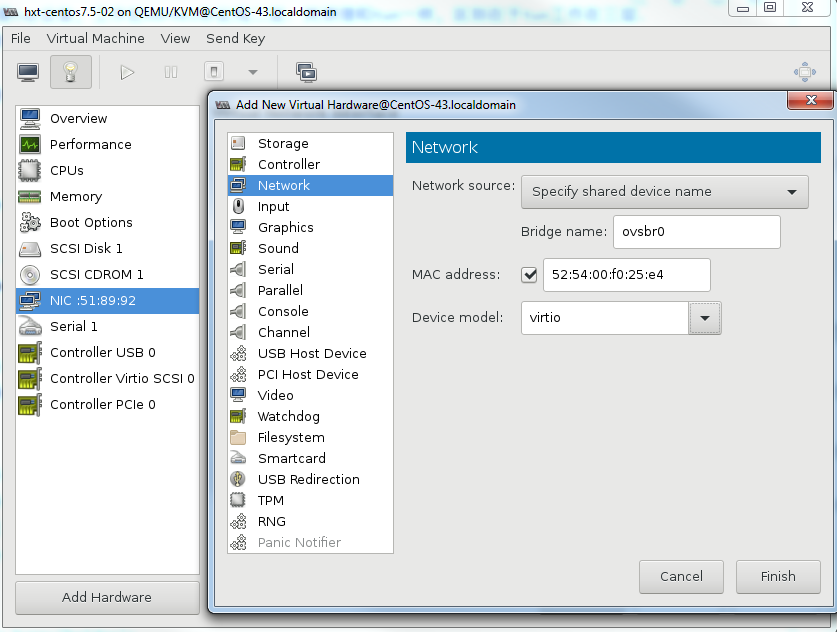 hxt-centos7.5-02 on QEMU/KVM@CentOS-43.localdomain
File Virtual Machine View Send Key
Overview
Performance
CPUs
Memory
Boot Options
SCSI Disk 1
SCSI CDROM 1
NIC :51:89:92
Serial 1
Controller USB 0
Controller Virtio SCSI 0
Controller PCIe 0
Add Hardware
Add New Virtual Hardware@CentOS-43.localdomain
Storage
Controller
Network
Input
Graphics
Sound
Serial
Parallel
Console
Channel
USB Host Device
PCI Host Device
Video
Watchdog
Filesystem
Smartcard
USB Redirection
TPM
RNG
Panic Notifier
Network
Network source: Specify shared device name
Bridge name: ovsbr0
MAC address: 52:54:00:f0:25:e4
Device model: virtio
Cancel Finish